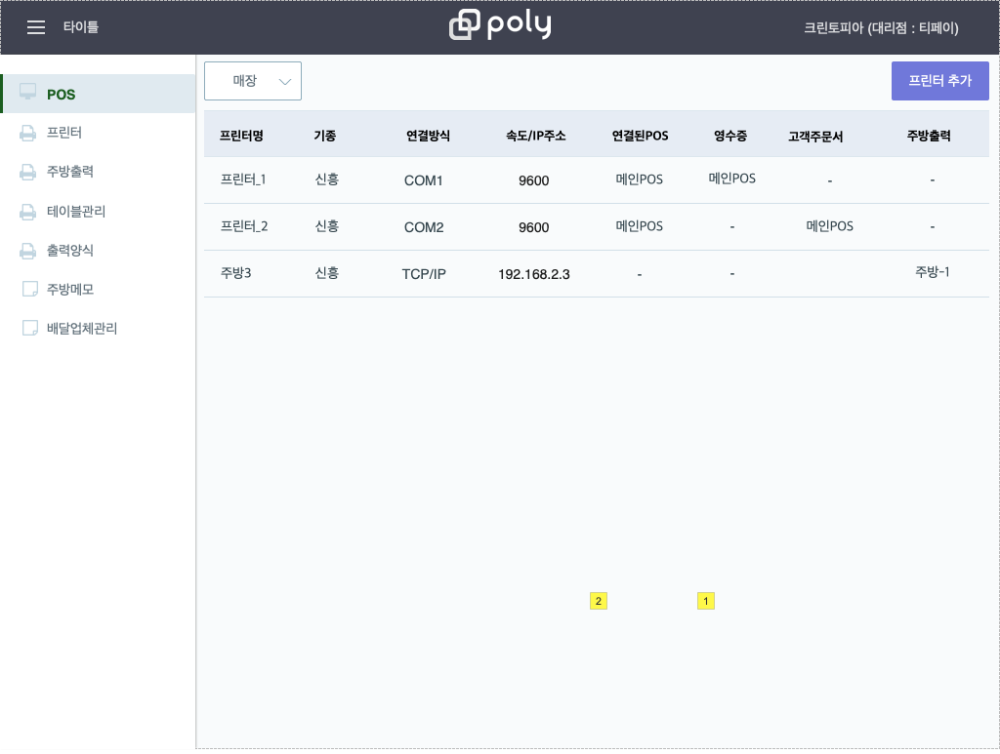 타이틀
poly
크린토피아 (대리점 : 티페이)
POS
프린터
주방출력
테이블관리
출력양식
주방메모
배달업체관리
매장
프린터 추가
프린터명 기종 연결방식 속도/IP주소 연결된POS 영수증 고객주문서 주방출력
프린터_1 신흥 COM1 9600 메인POS 메인POS - -
프린터_2 신흥 COM2 9600 메인POS - 메인POS -
주방3 신흥 TCP/IP 192.168.2.3 - - 주방-1
2
1